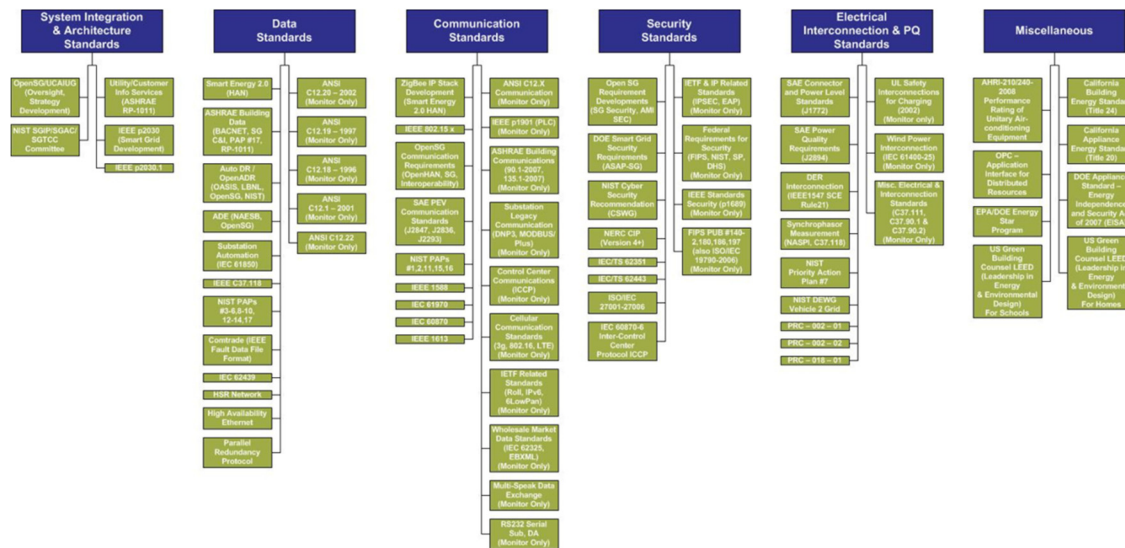 System Integration
& Architecture
Standards
OpenSG/UCAIUG
(Oversight,
Strategy
Development)
NIST SGIP/SGAC/
SGTCC
Committee
Utility/Customer
Info Services
(ASHRAE
RP-1011)
IEEE p2030
(Smart Grid
Development)
IEEE p2030.1
Data
Standards
Smart Energy 2.0
(HAN)
ASHRAE Building
Data
(BACNET, SG
C&I, PAP #17,
RP-1011)
Auto DR /
OpenADR
(OASIS, LBNL,
OpenSG, NIST)
ADE (NAESB,
OpenSG)
Substation
Automation
(IEC 61850)
IEEE C37.118
NIST PAPs
#3-6,8-10,
12-14,17
Comtrade (IEEE
Fault Data File
Format)
IEC 62439
HSR Network
High Availability
Ethernet
Parallel
Redundancy
Protocol
ANSI
C12.20 – 2002
(Monitor Only)
ANSI
C12.19 – 1997
(Monitor Only)
ANSI
C12.18 – 1996
(Monitor Only)
ANSI
C12.1 – 2001
(Monitor Only)
ANSI C12.22
(Monitor Only)
Communication
Standards
ZigBee IP Stack
Development
(Smart Energy
2.0 HAN)
IEEE 802.15 x
OpenSG
Communication
Requirements
(OpenHAN, SG,
Interoperability)
SAE PEV
Communication
Standards
(J2847, J2836,
J2293)
NIST PAPs
#1,2,11,15,16
IEEE 1588
IEC 61970
IEC 60870
IEEE 1613
ANSI C12.X
Communication
(Monitor Only)
IEEE p1901 (PLC)
(Monitor Only)
ASHRAE Building
Communications
(90.1-2007,
135.1-2007)
(Monitor Only)
Substation
Legacy
Communication
(DNP3, MODBUS/
Plus)
(Monitor Only)
Control Center
Communications
(ICCP)
(Monitor Only)
Cellular
Communication
Standards
(3g, 802.16, LTE)
(Monitor Only)
IETF Related
Standards
(Roll, IPv6,
6LowPan)
(Monitor Only)
Wholesale Market
Data Standards
(IEC 62325,
EBXML)
(Monitor Only)
Multi-Speak Data
Exchange
(Monitor Only)
RS232 Serial
Sub, DA
(Monitor Only)
Security
Standards
Open SG
Requirement
Developments
(SG Security, AMI
SEC)
DOE Smart Grid
Security
Requirements
(ASAP-SG)
NIST Cyber
Security
Recommendation
(CSWG)
NERC CIP
(Version 4+)
IEC/TS 62351
IEC/TS 62443
ISO/IEC
27001-27006
IEC 60870-6
Inter-Control
Center
Protocol ICCP
IETF & IP Related
Standards
(IPSEC, EAP)
(Monitor Only)
Federal
Requirements for
Security
(FIPS, NIST, SP,
DHS)
(Monitor Only)
IEEE Standards
Security (p1689)
(Monitor Only)
FIPS PUB #140-
2,180,186,197
(also ISO/IEC
19790-2006)
(Monitor Only)
Electrical
Interconnection & PQ
Standards
SAE Connector
and Power Level
Standards
(J1772)
SAE Power
Quality
Requirements
(J2894)
DER
Interconnection
(IEEE1547 SCE
Rule21)
Synchrophasor
Measurement
(NASPI, C37.118)
NIST
Priority Action
Plan #7
NIST DEWG
Vehicle 2 Grid
PRC – 002 – 01
PRC – 002 – 02
PRC – 018 – 01
UL Safety
Interconnections
for Charging
(2002)
(Monitor only)
Wind Power
Interconnection
(IEC 61400-25)
(Monitor Only)
Misc. Electrical &
Interconnection
Standards
(C37.111,
C37.90.1 &
C37.90.2)
(Monitor Only)
Miscellaneous
AHRI-210/240-
2008
Performance
Rating of
Unitary Air-
conditioning
Equipment
OPC –
Application
Interface for
Distributed
Resources
EPA/DOE Energy
Star
Program
US Green
Building
Counsel LEED
(Leadership in
Energy
& Environmental
Design)
For Schools
California
Building
Energy Standard
(Title 24)
California
Appliance
Energy Standard
(Title 20)
DOE Appliance
Standard – Energy
Independence
and Security Act
of 2007 (EISA)
US Green
Building
Counsel LEED
(Leadership in
Energy
& Environmental
Design)
For Homes